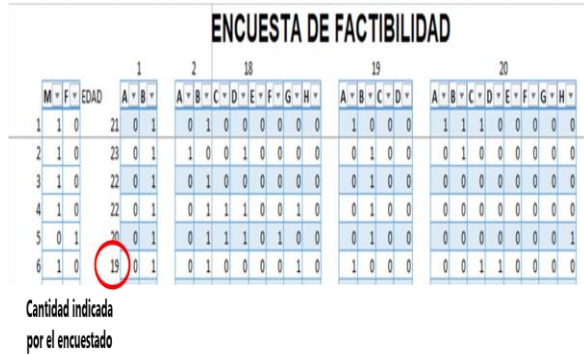 ENCUESTA DE FACTIBILIDAD
1 2 18 19 20
M F EDAD A B A B C D E F G H A B C D A B C D E F G H
1 1 0 21 0 1 0 1 0 0 0 0 0 0 1 0 0 0 1 1 1 0 0 0 0 0
2 1 0 23 0 1 1 0 0 1 0 0 0 0 0 1 0 0 0 1 0 0 0 0 0 0
3 1 0 22 0 1 0 1 0 0 0 0 0 0 0 0 0 0 0 0 0 0 0 0 0 0
4 1 0 22 0 1 0 1 1 1 0 0 1 0 0 1 0 0 0 0 0 0 0 0 0 0
5 0 1 20 0 1 0 1 1 1 0 1 0 0 0 1 0 0 0 0 0 0 0 0 0 1
6 1 0 19 0 1 0 1 0 0 0 0 1 0 1 0 0 0 0 0 1 1 0 0 0 0
Cantidad indicada
por el encuestado